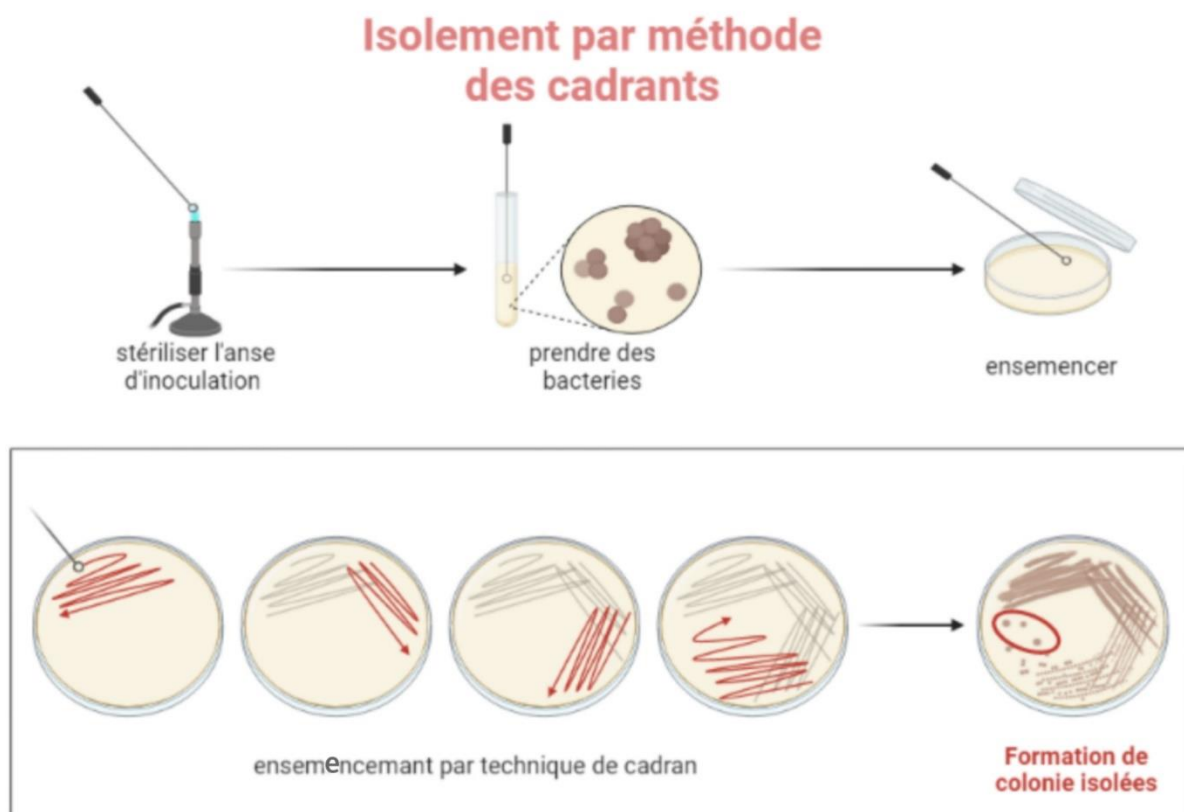 Isolement par méthode
des cadrants
stériliser l'anse
d'inoculation
prendre des
bacteries
ensemencer
ensemencemant par technique de cadran
Formation de
colonie isolées